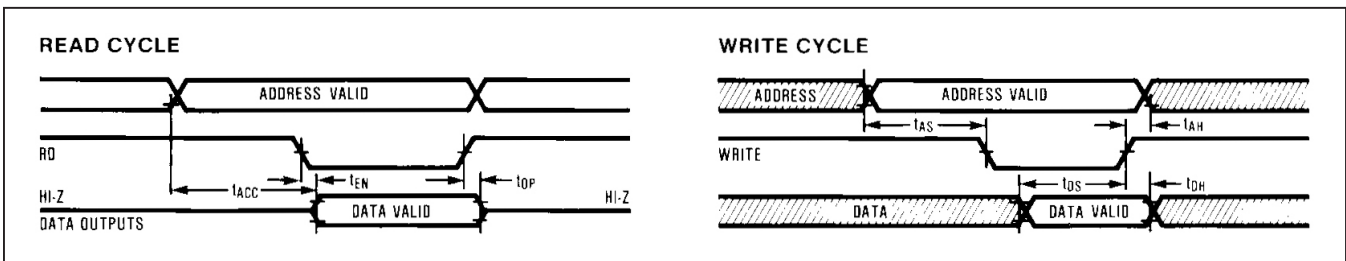 READ CYCLE
ADDRESS VALID
RD
tACC
tEN
tOP
HI-Z
DATA VALID
HI-Z
DATA OUTPUTS
WRITE CYCLE
ADDRESS
ADDRESS VALID
tAS
tAH
WRITE
tDS
tDH
DATA
DATA VALID